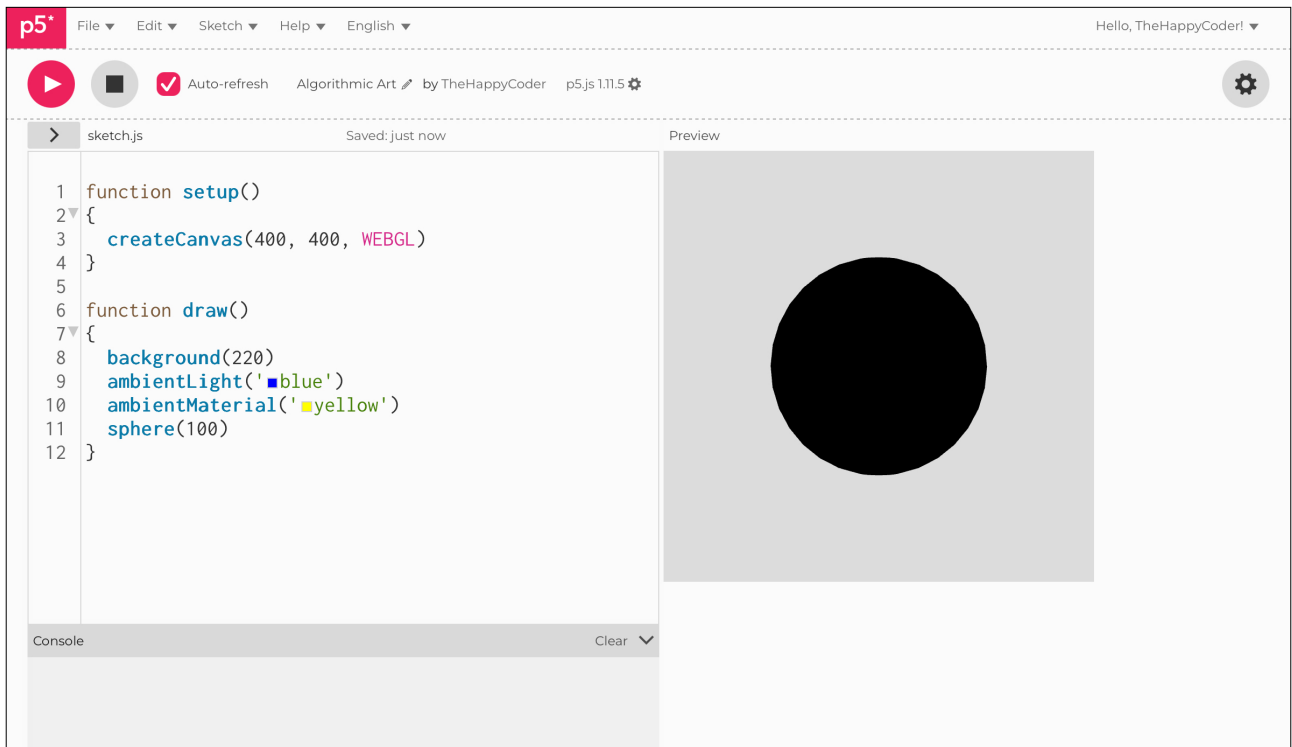 p5* File Edit Sketch Help English Hello, TheHappyCoder!
Auto-refresh Algorithmic Art by TheHappyCoder p5.js 1.11.5
> sketch.js Saved: just now Preview
1 function setup()
2 {
3 createCanvas(400, 400, WEBGL)
4 }
5
6 function draw()
7 {
8 background(220)
9 ambientLight('blue')
10 ambientMaterial('yellow')
11 sphere(100)
12 }
Console Clear